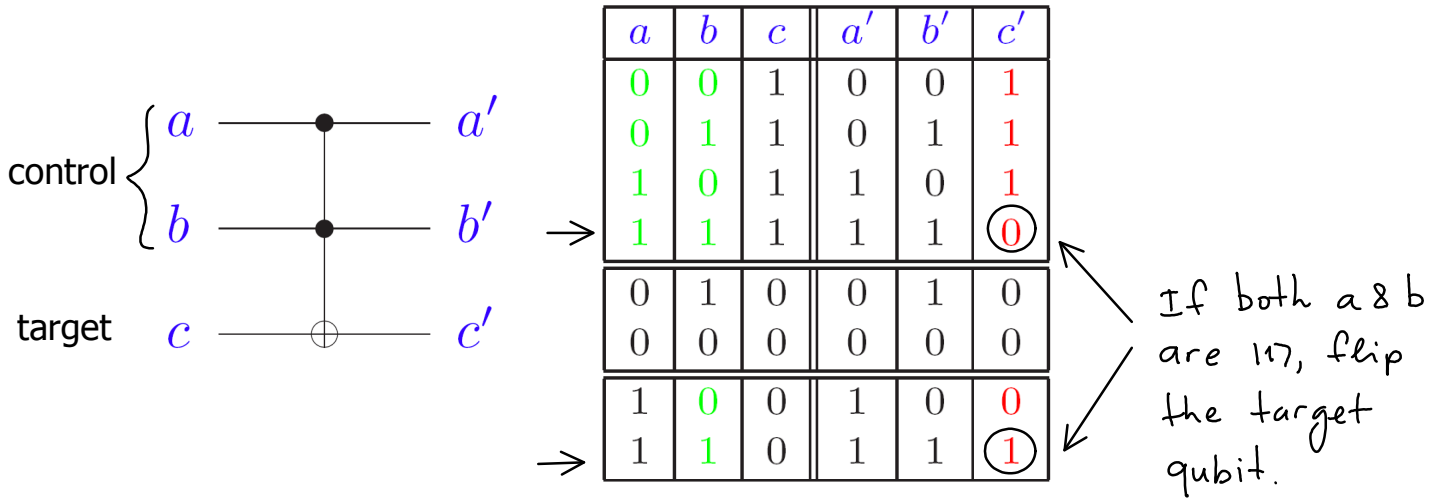 a b c a′ b′ c′
0 0 1 0 0 1
0 1 1 0 1 1
1 0 1 1 0 1
1 1 1 1 1 0
0 1 0 0 1 0
0 0 0 0 0 0
1 0 0 1 0 0
1 1 0 1 1 1
a a′
control
b b′
target c c′
If both a & b
are |1⟩, flip
the target
qubit.